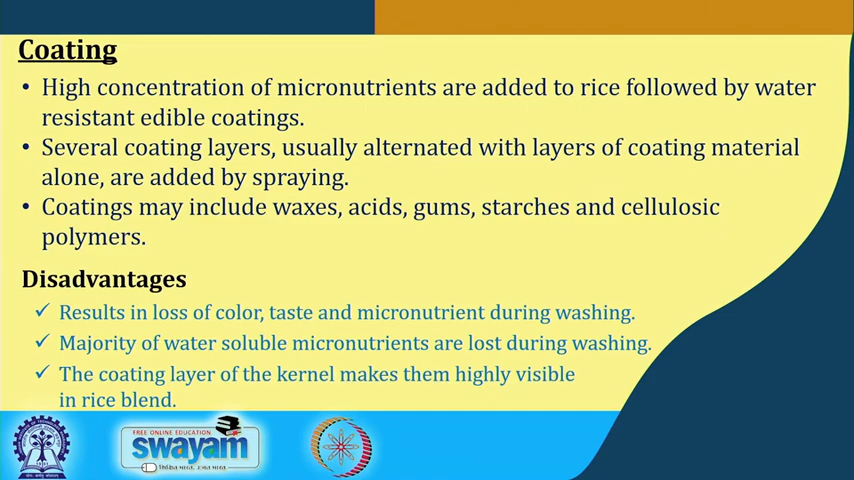 Coating
• High concentration of micronutrients are added to rice followed by water
resistant edible coatings.
• Several coating layers, usually alternated with layers of coating material
alone, are added by spraying.
• Coatings may include waxes, acids, gums, starches and cellulosic
polymers.
Disadvantages
✓ Results in loss of color, taste and micronutrient during washing.
✓ Majority of water soluble micronutrients are lost during washing.
✓ The coating layer of the kernel makes them highly visible
in rice blend.
FREE ONLINE EDUCATION
swayam